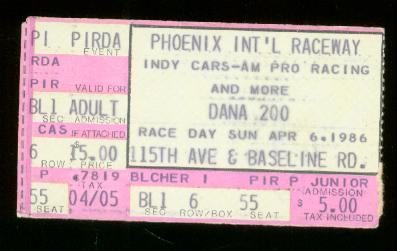 PI PIRDA
EVENT
RDA
PIR VALID FOR
BL1 ADULT
SEC ADMISSION
CAS IF ATTACHED
6 15.00
ROW PRICE
P 7819
TAX
55 04/05
SEAT
PHOENIX INT'L RACEWAY
INDY CARS-AM PRO RACING
AND MORE
DANA 200
RACE DAY SUN APR 6,1986
115TH AVE & BASELINE RD.
BLCHER 1 PIR P JUNIOR
ADMISSION
BL1 6 55 $ 5.00
SEC ROW/BOX SEAT TAX INCLUDED